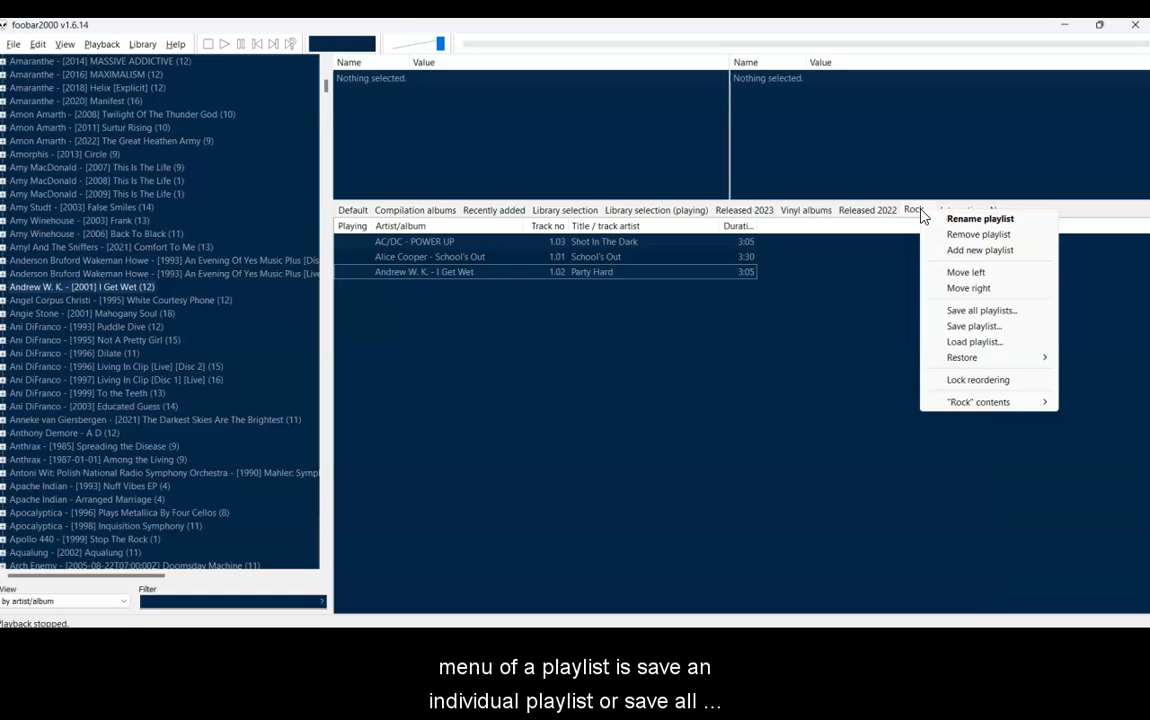 foobar2000 v1.6.14
File Edit View Playback Library Help
Amaranthe - [2014] MASSIVE ADDICTIVE (12)
Amaranthe - [2016] MAXIMALISM (12)
Amaranthe - [2018] Helix [Explicit] (12)
Amaranthe - [2020] Manifest (16)
Amon Amarth - [2008] Twilight Of The Thunder God (10)
Amon Amarth - [2011] Surtur Rising (10)
Amon Amarth - [2022] The Great Heathen Army (9)
Amorphis - [2013] Circle (9)
Amy MacDonald - [2007] This Is The Life (9)
Amy MacDonald - [2008] This Is The Life (1)
Amy MacDonald - [2009] This Is The Life (1)
Amy Studt - [2003] False Smiles (14)
Amy Winehouse - [2003] Frank (13)
Amy Winehouse - [2006] Back To Black (11)
Amyl And The Sniffers - [2021] Comfort To Me (13)
Anderson Bruford Wakeman Howe - [1993] An Evening Of Yes Music Plus [Dis
Anderson Bruford Wakeman Howe - [1993] An Evening Of Yes Music Plus [Live
Andrew W. K. - [2001] I Get Wet (12)
Angel Corpus Christi - [1995] White Courtesy Phone (12)
Angie Stone - [2001] Mahogany Soul (18)
Ani DiFranco - [1993] Puddle Dive (12)
Ani DiFranco - [1995] Not A Pretty Girl (15)
Ani DiFranco - [1996] Dilate (11)
Ani DiFranco - [1996] Living In Clip [Live] [Disc 2] (15)
Ani DiFranco - [1997] Living In Clip [Disc 1] [Live] (16)
Ani DiFranco - [1999] To the Teeth (13)
Ani DiFranco - [2003] Educated Guess (14)
Anneke van Giersbergen - [2021] The Darkest Skies Are The Brightest (11)
Anthony Demore - A D (12)
Anthrax - [1985] Spreading the Disease (9)
Anthrax - [1987-01-01] Among the Living (9)
Antoni Wit: Polish National Radio Symphony Orchestra - [1990] Mahler: Symp
Apache Indian - [1993] Nuff Vibes EP (4)
Apache Indian - Arranged Marriage (4)
Apocalyptica - [1996] Plays Metallica By Four Cellos (8)
Apocalyptica - [1998] Inquisition Symphony (11)
Apollo 440 - [1999] Stop The Rock (1)
Aqualung - [2002] Aqualung (11)
Arch Enemy - [2005-08-22T07:00:00Z] Doomsday Machine (11)
View Filter
by artist/album ?
Playback stopped.
Name Value Name Value
Nothing selected. Nothing selected.
Default Compilation albums Recently added Library selection Library selection (playing) Released 2023 Vinyl albums Released 2022 Rock
Playing Artist/album Track no Title / track artist Durati...
AC/DC - POWER UP 1.03 Shot In The Dark 3:05
Alice Cooper - School's Out 1.01 School's Out 3:30
Andrew W. K. - I Get Wet 1.02 Party Hard 3:05
Rename playlist
Remove playlist
Add new playlist
Move left
Move right
Save all playlists...
Save playlist...
Load playlist...
Restore
Lock reordering
"Rock" contents
menu of a playlist is save an
individual playlist or save all ...